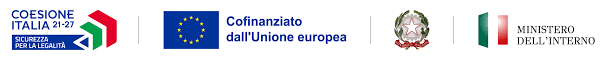 COESIONE
ITALIA 21-27
SICUREZZA
PER LA LEGALITÀ
Cofinanziato
dall'Unione europea
MINISTERO
DELL'INTERNO